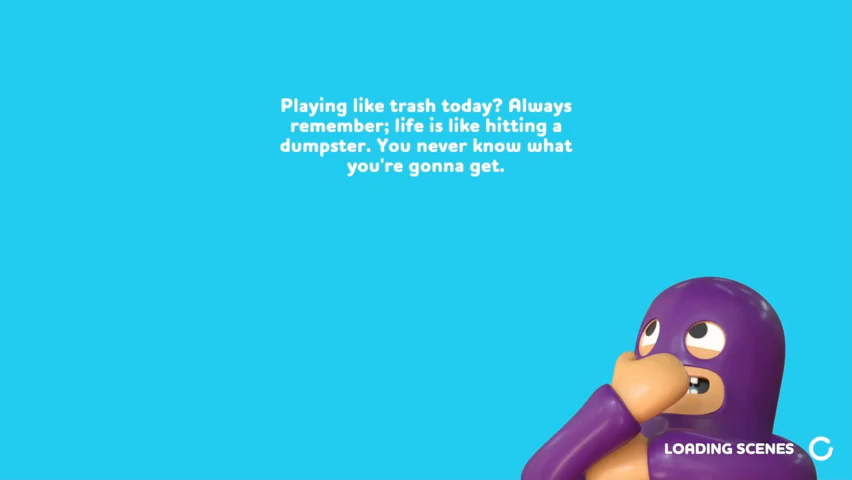 Playing like trash today? Always
remember; life is like hitting a
dumpster. You never know what
you're gonna get.
LOADING SCENES